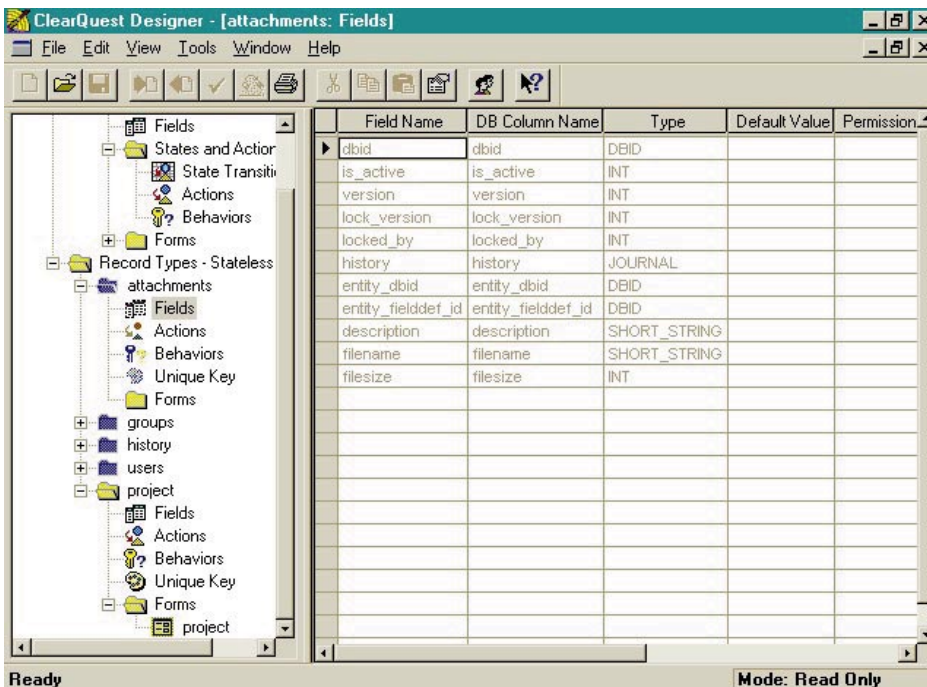 ClearQuest Designer - [attachments: Fields]
File Edit View Tools Window Help
Fields
States and Action
State Transiti
Actions
Behaviors
Forms
Record Types - Stateless
attachments
Fields
Actions
Behaviors
Unique Key
Forms
groups
history
users
project
Fields
Actions
Behaviors
Unique Key
Forms
project
Field Name DB Column Name Type Default Value Permission
dbid dbid DBID
is_active is_active INT
version version INT
lock_version lock_version INT
locked_by locked_by INT
history history JOURNAL
entity_dbid entity_dbid DBID
entity_fielddef_id entity_fielddef_id DBID
description description SHORT_STRING
filename filename SHORT_STRING
filesize filesize INT
Ready Mode: Read Only